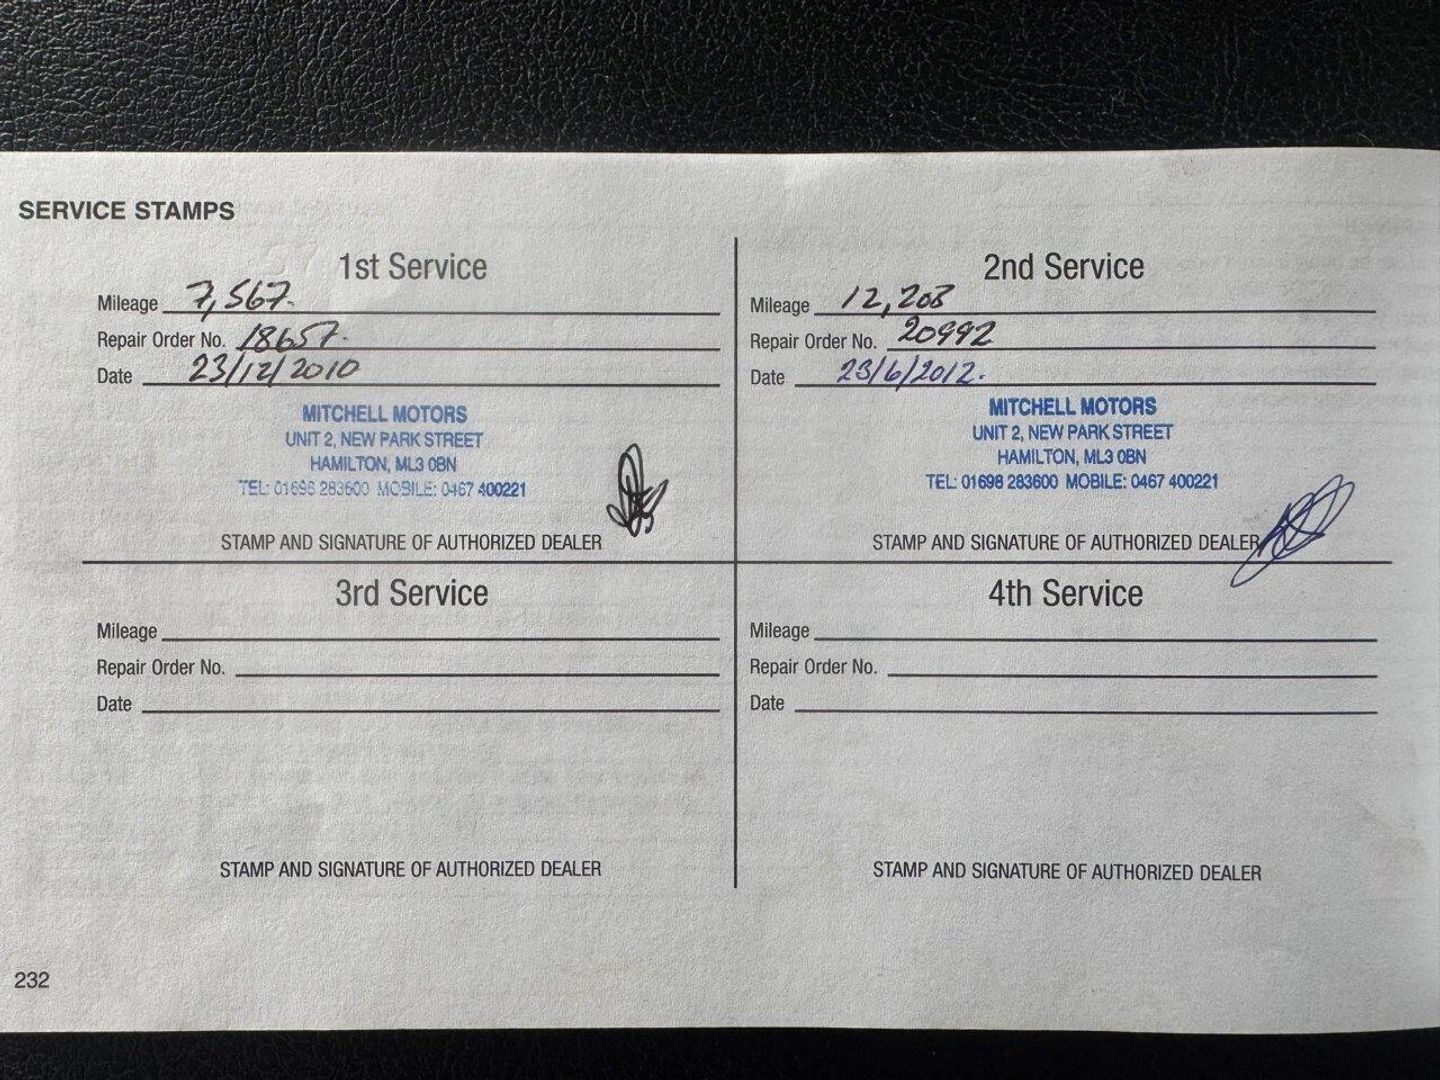 SERVICE STAMPS
1st Service
Mileage 7,567.
Repair Order No. 18657.
Date 23/12/2010
MITCHELL MOTORS
UNIT 2, NEW PARK STREET
HAMILTON, ML3 0BN
TEL: 01698 283600 MOBILE: 0467 400221
STAMP AND SIGNATURE OF AUTHORIZED DEALER
2nd Service
Mileage 12,208
Repair Order No. 20992
Date 23/6/2012.
MITCHELL MOTORS
UNIT 2, NEW PARK STREET
HAMILTON, ML3 0BN
TEL: 01698 283600 MOBILE: 0467 400221
STAMP AND SIGNATURE OF AUTHORIZED DEALER
3rd Service
Mileage
Repair Order No.
Date
STAMP AND SIGNATURE OF AUTHORIZED DEALER
4th Service
Mileage
Repair Order No.
Date
STAMP AND SIGNATURE OF AUTHORIZED DEALER
232